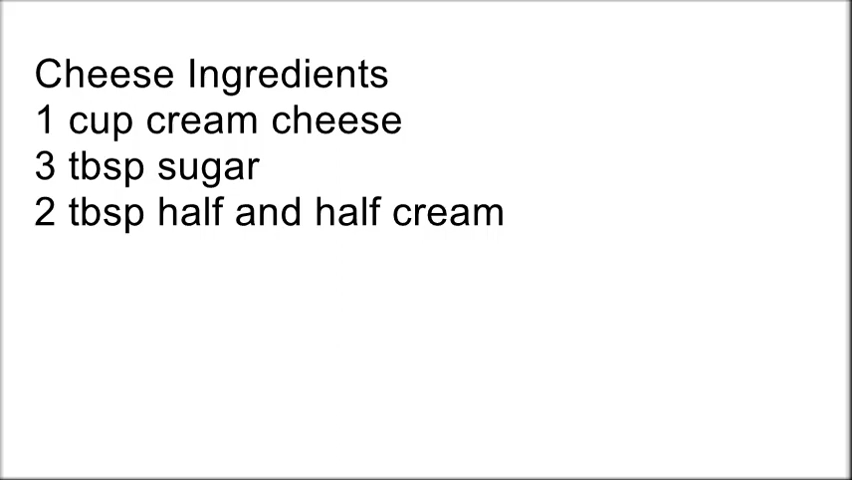 Cheese Ingredients
1 cup cream cheese
3 tbsp sugar
2 tbsp half and half cream